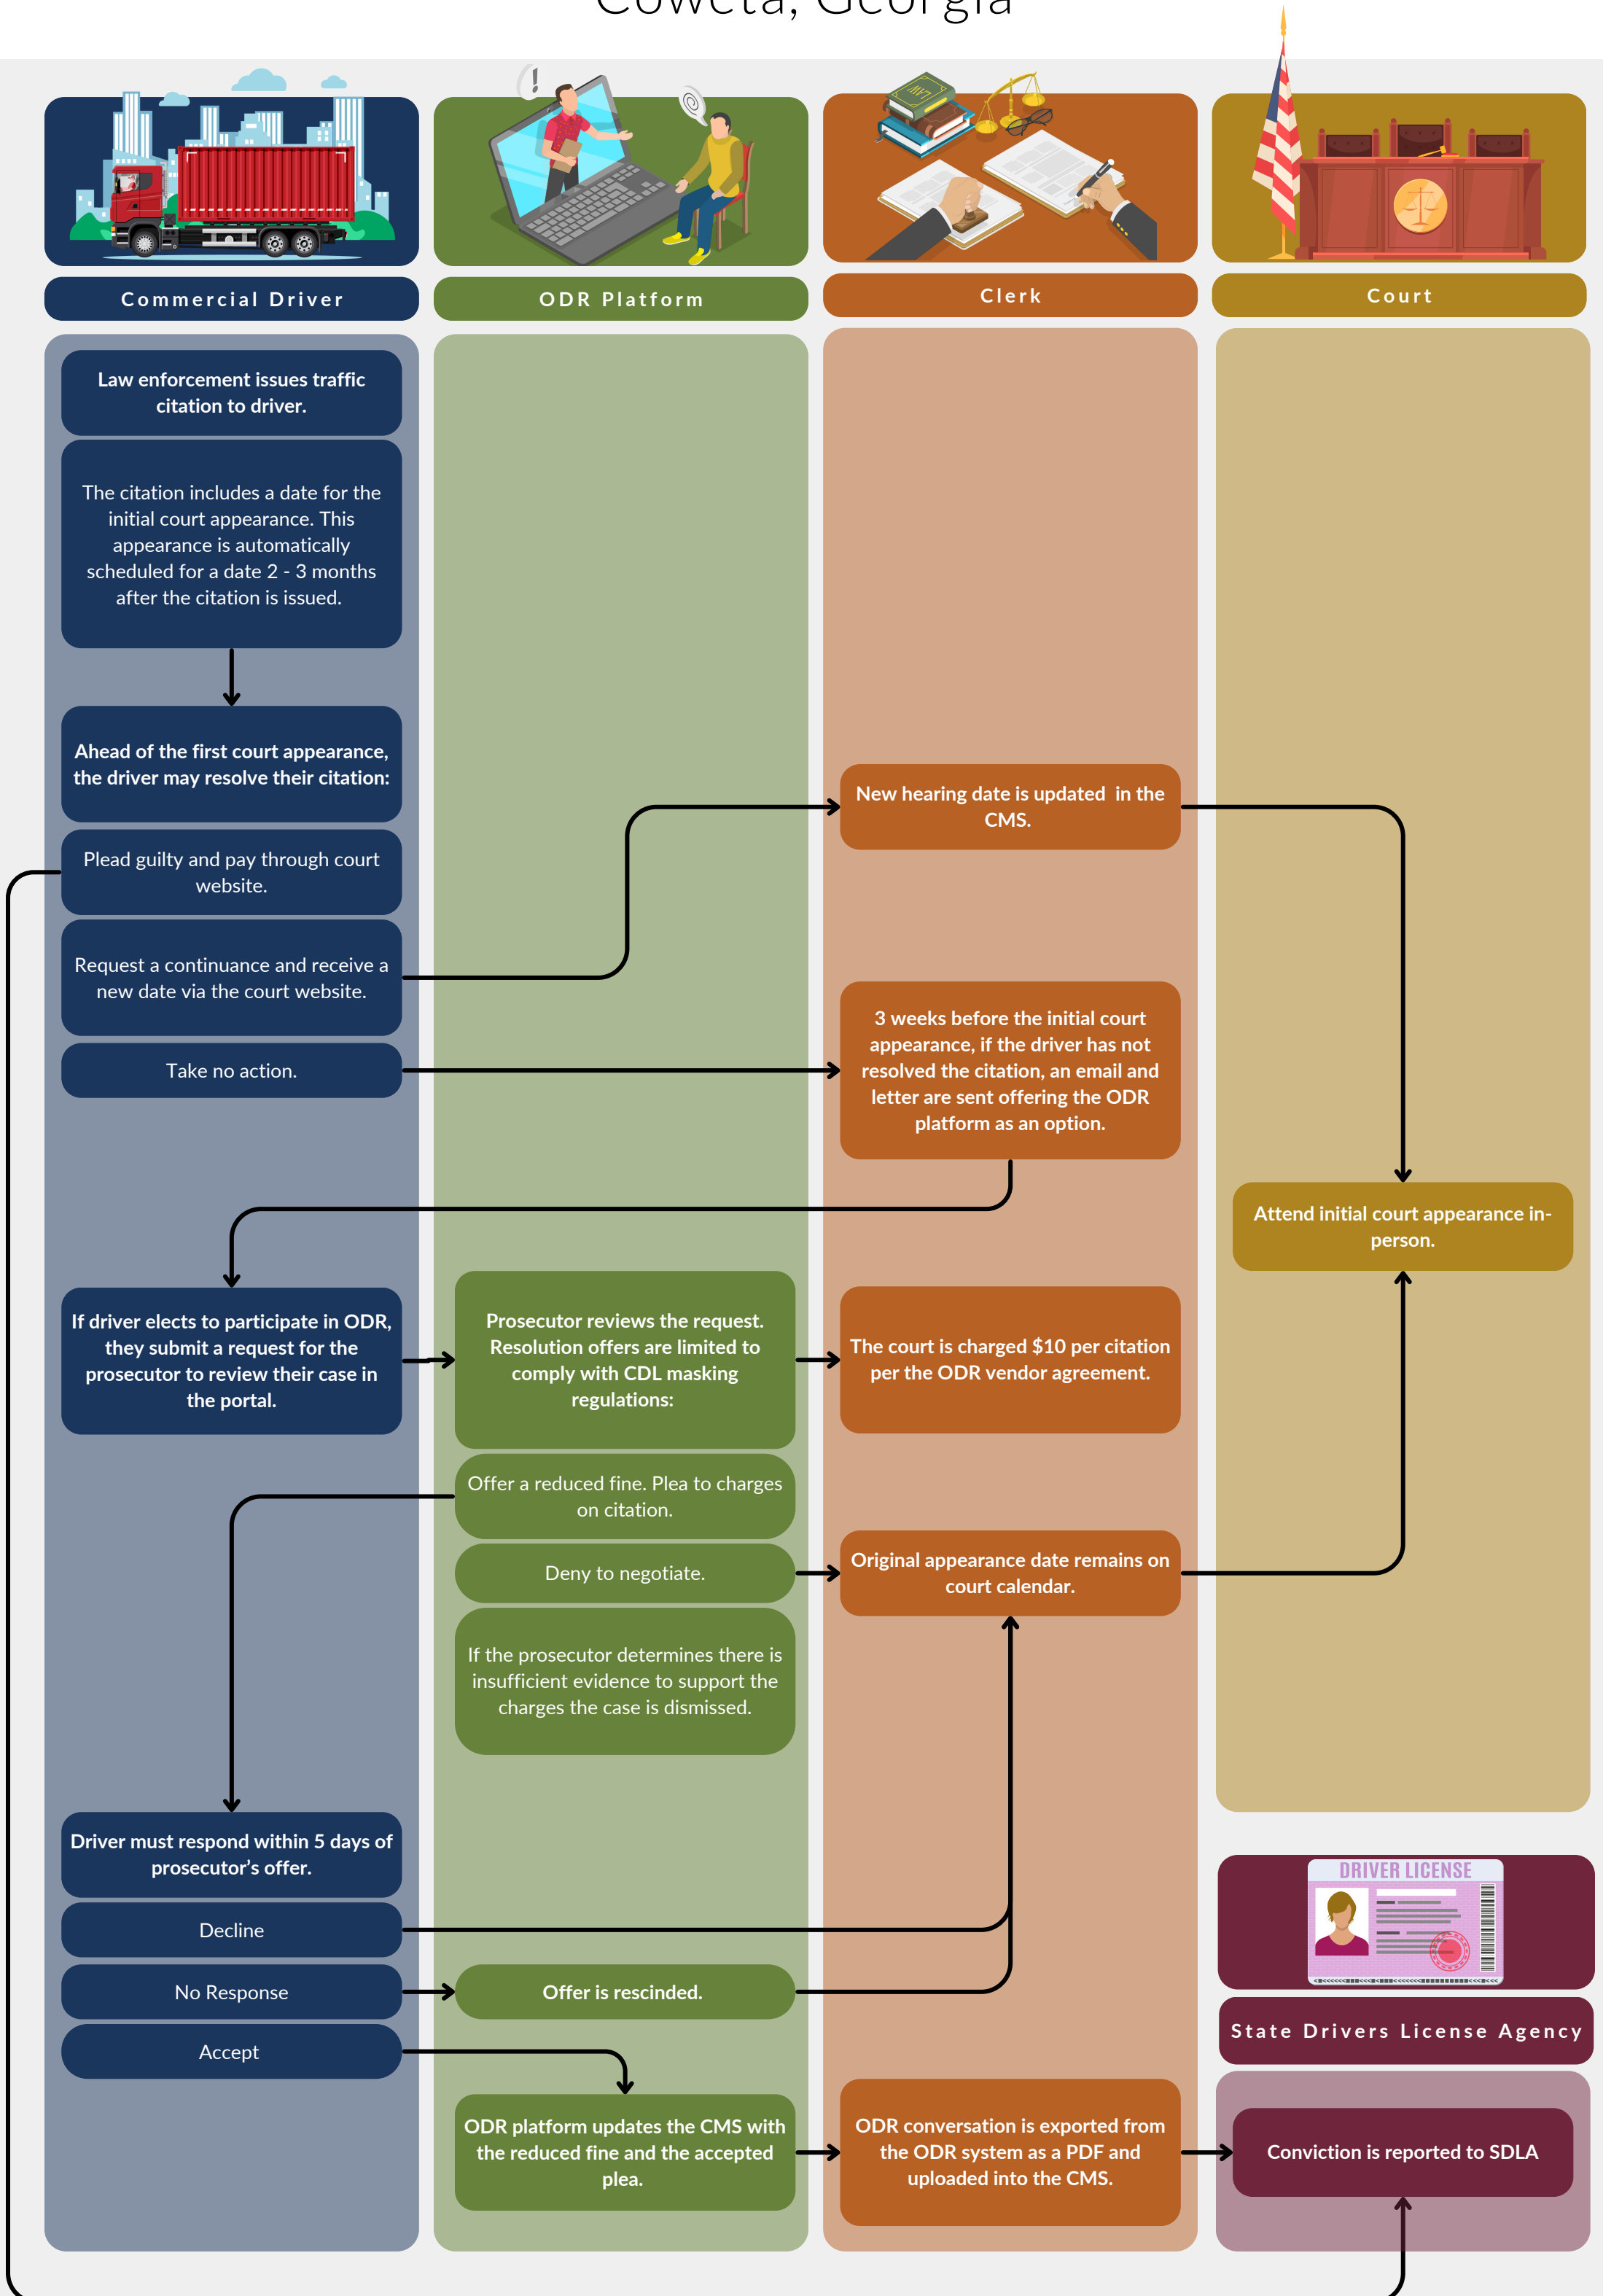 Coweta, Georgia
!
LAW
Commercial Driver
ODR Platform
Clerk
Court
Law enforcement issues traffic
citation to driver.
The citation includes a date for the
initial court appearance. This
appearance is automatically
scheduled for a date 2 - 3 months
after the citation is issued.
Ahead of the first court appearance,
the driver may resolve their citation:
Plead guilty and pay through court
website.
Request a continuance and receive a
new date via the court website.
Take no action.
New hearing date is updated  in the
CMS.
3 weeks before the initial court
appearance, if the driver has not
resolved the citation, an email and
letter are sent offering the ODR
platform as an option.
Attend initial court appearance in-
person.
If driver elects to participate in ODR,
they submit a request for the
prosecutor to review their case in
the portal.
Prosecutor reviews the request.
Resolution offers are limited to
comply with CDL masking
regulations:
The court is charged $10 per citation
per the ODR vendor agreement.
Offer a reduced fine. Plea to charges
on citation.
Deny to negotiate.
If the prosecutor determines there is
insufficient evidence to support the
charges the case is dismissed.
Original appearance date remains on
court calendar.
Driver must respond within 5 days of
prosecutor’s offer.
Decline
No Response
Accept
Offer is rescinded.
ODR platform updates the CMS with
the reduced fine and the accepted
plea.
ODR conversation is exported from
the ODR system as a PDF and
uploaded into the CMS.
DRIVER LICENSE
State Drivers License Agency
Conviction is reported to SDLA